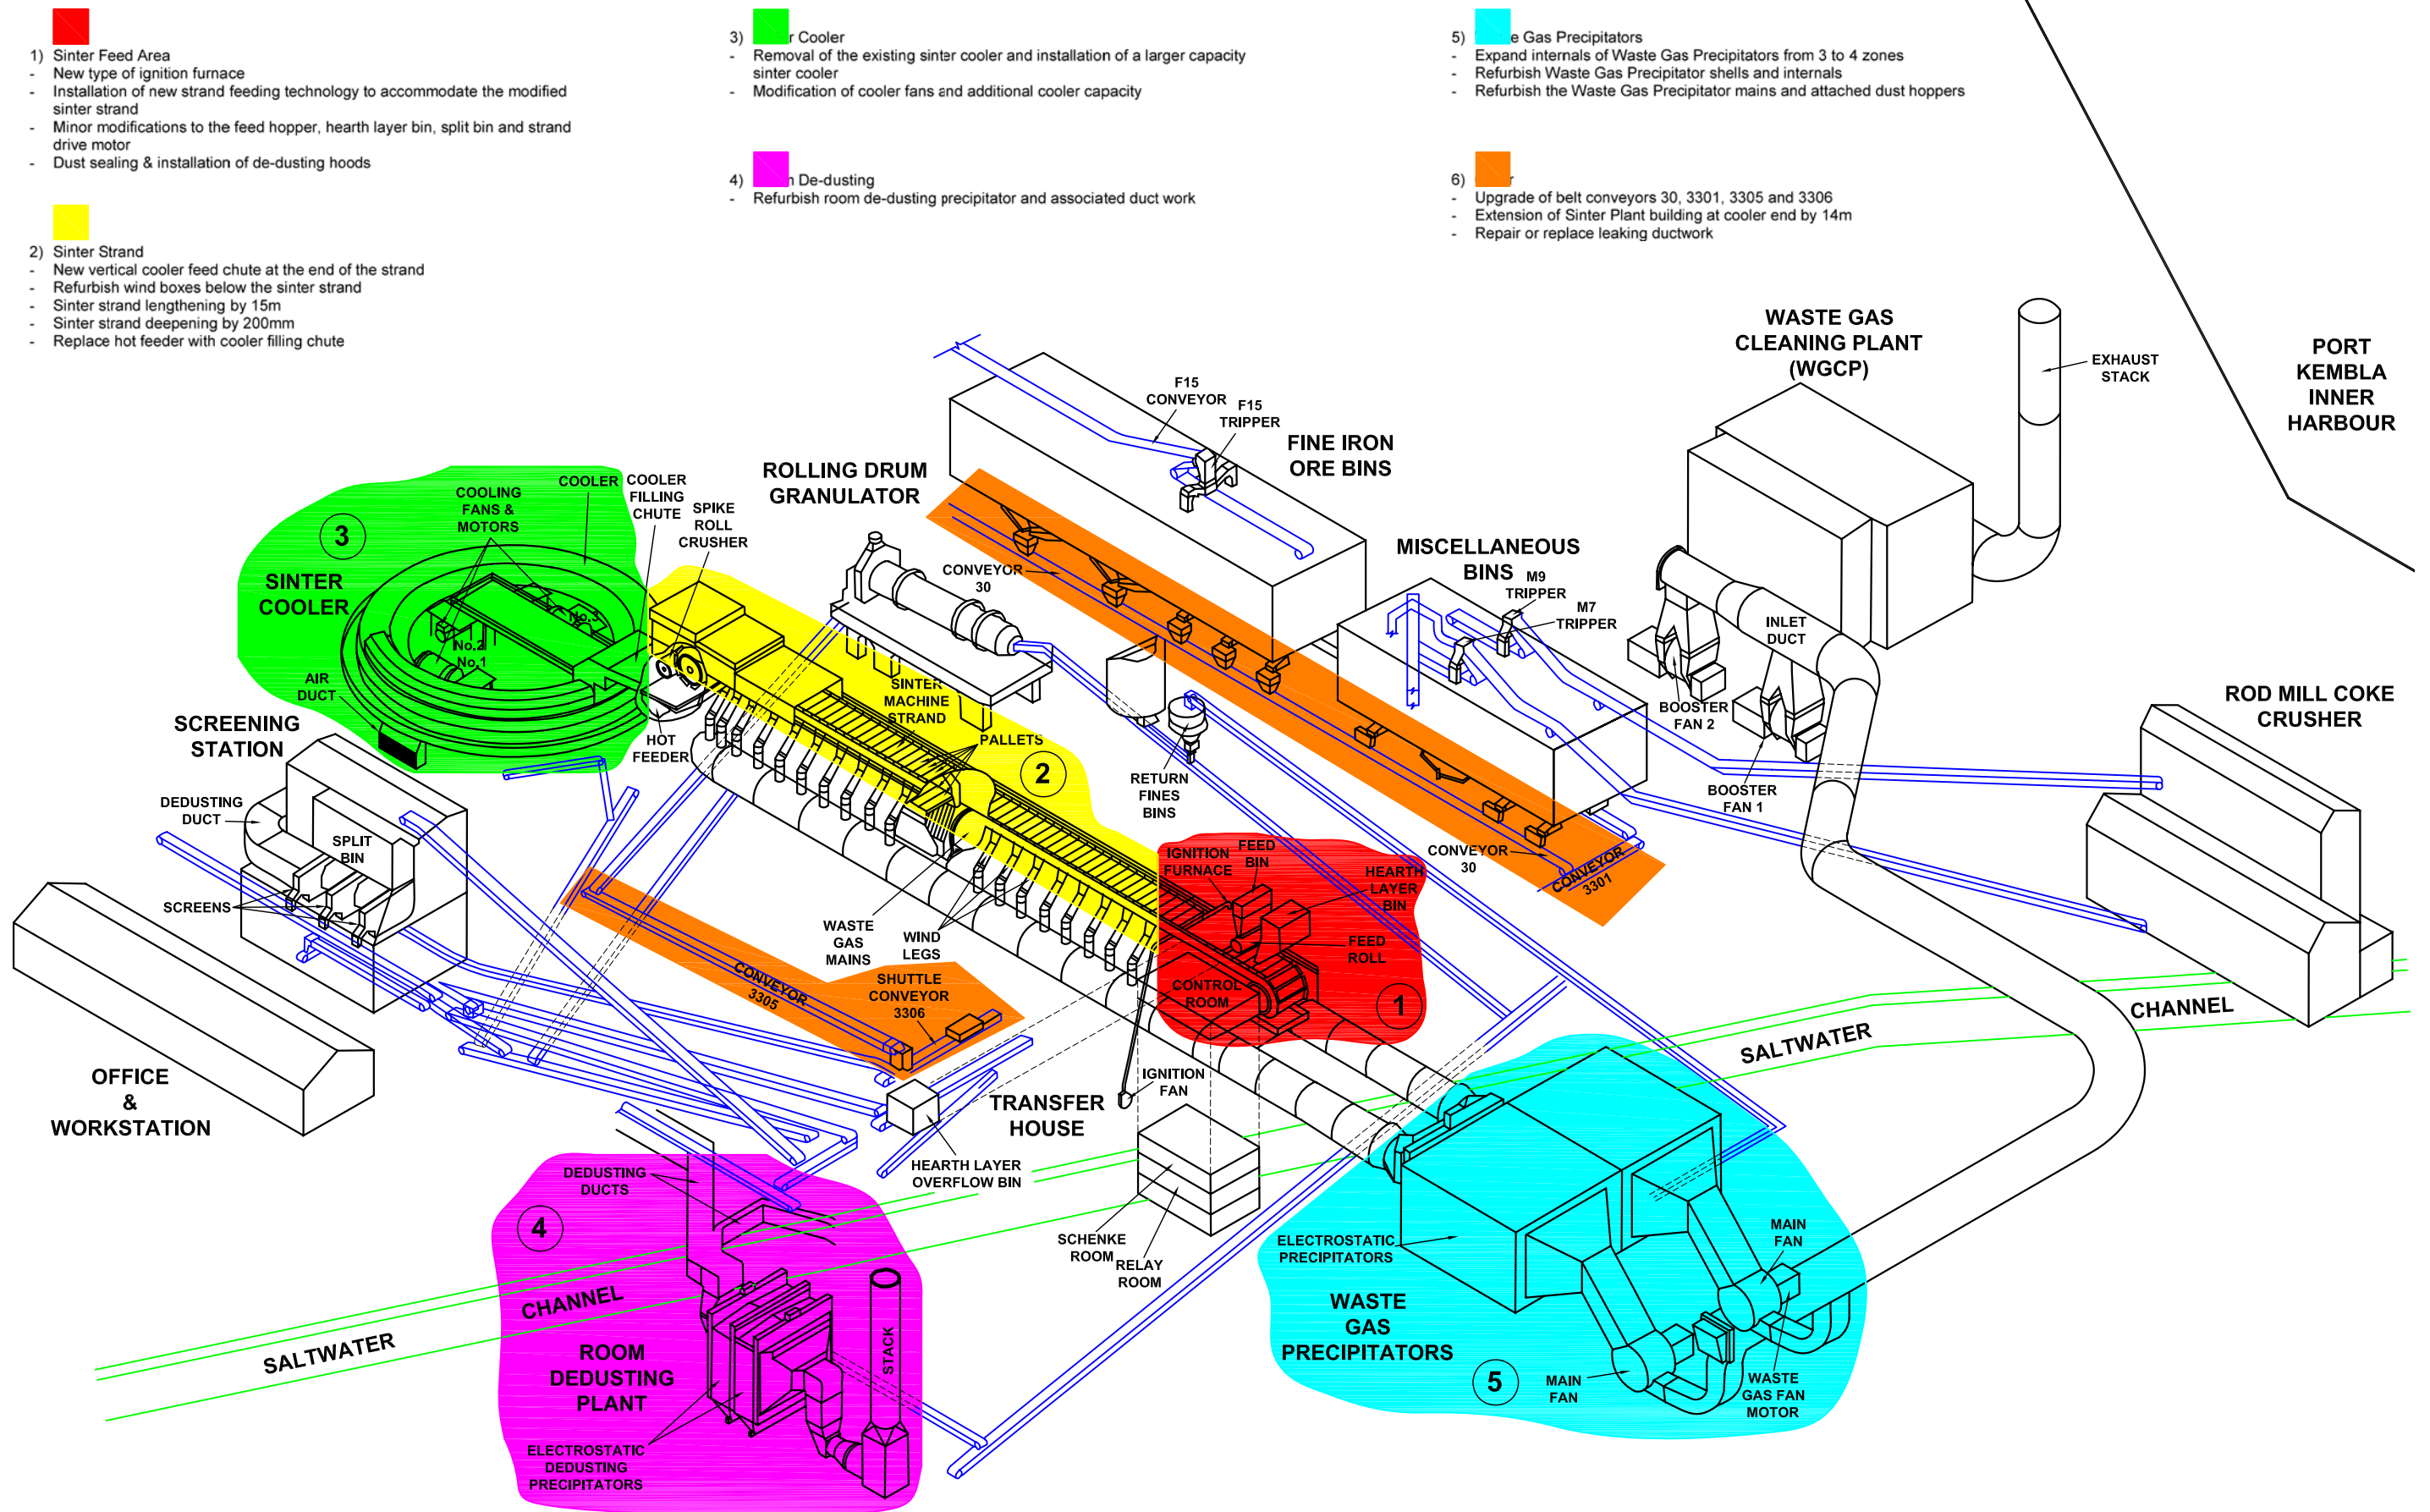 1) Sinter Feed Area
- New type of ignition furnace
- Installation of new strand feeding technology to accommodate the modified
sinter strand
- Minor modifications to the feed hopper, hearth layer bin, split bin and strand
drive motor
- Dust sealing & installation of de-dusting hoods
2) Sinter Strand
- New vertical cooler feed chute at the end of the strand
- Refurbish wind boxes below the sinter strand
- Sinter strand lengthening by 15m
- Sinter strand deepening by 200mm
- Replace hot feeder with cooler filling chute
3) Cooler
- Removal of the existing sinter cooler and installation of a larger capacity
sinter cooler
- Modification of cooler fans and additional cooler capacity
4) De-dusting
- Refurbish room de-dusting precipitator and associated duct work
5) Gas Precipitators
- Expand internals of Waste Gas Precipitators from 3 to 4 zones
- Refurbish Waste Gas Precipitator shells and internals
- Refurbish the Waste Gas Precipitator mains and attached dust hoppers
6)
- Upgrade of belt conveyors 30, 3301, 3305 and 3306
- Extension of Sinter Plant building at cooler end by 14m
- Repair or replace leaking ductwork
WASTE GAS
CLEANING PLANT
(WGCP)
EXHAUST
STACK
PORT
KEMBLA
INNER
HARBOUR
F15
CONVEYOR
F15
TRIPPER
FINE IRON
ORE BINS
ROLLING DRUM
GRANULATOR
COOLING
FANS &
MOTORS
COOLER
COOLER
FILLING
CHUTE
SPIKE
ROLL
CRUSHER
3
SINTER
COOLER
No.3
No.2
No.1
AIR
DUCT
CONVEYOR
30
MISCELLANEOUS
BINS
M9
TRIPPER
M7
TRIPPER
INLET
DUCT
BOOSTER
FAN 2
BOOSTER
FAN 1
ROD MILL COKE
CRUSHER
SCREENING
STATION
HOT
FEEDER
SINTER
MACHINE
STRAND
PALLETS
2
RETURN
FINES
BINS
DEDUSTING
DUCT
SPLIT
BIN
SCREENS
IGNITION
FURNACE
FEED
BIN
HEARTH
LAYER
BIN
FEED
ROLL
CONTROL
ROOM
1
CONVEYOR
30
CONVEYOR
3301
WASTE
GAS
MAINS
WIND
LEGS
CONVEYOR
3305
SHUTTLE
CONVEYOR
3306
CHANNEL
SALTWATER
OFFICE
&
WORKSTATION
IGNITION
FAN
TRANSFER
HOUSE
HEARTH LAYER
OVERFLOW BIN
DEDUSTING
DUCTS
4
SCHENKE
ROOM
RELAY
ROOM
ELECTROSTATIC
PRECIPITATORS
MAIN
FAN
CHANNEL
SALTWATER
ROOM
DEDUSTING
PLANT
STACK
WASTE
GAS
PRECIPITATORS
5
MAIN
FAN
WASTE
GAS FAN
MOTOR
ELECTROSTATIC
DEDUSTING
PRECIPITATORS